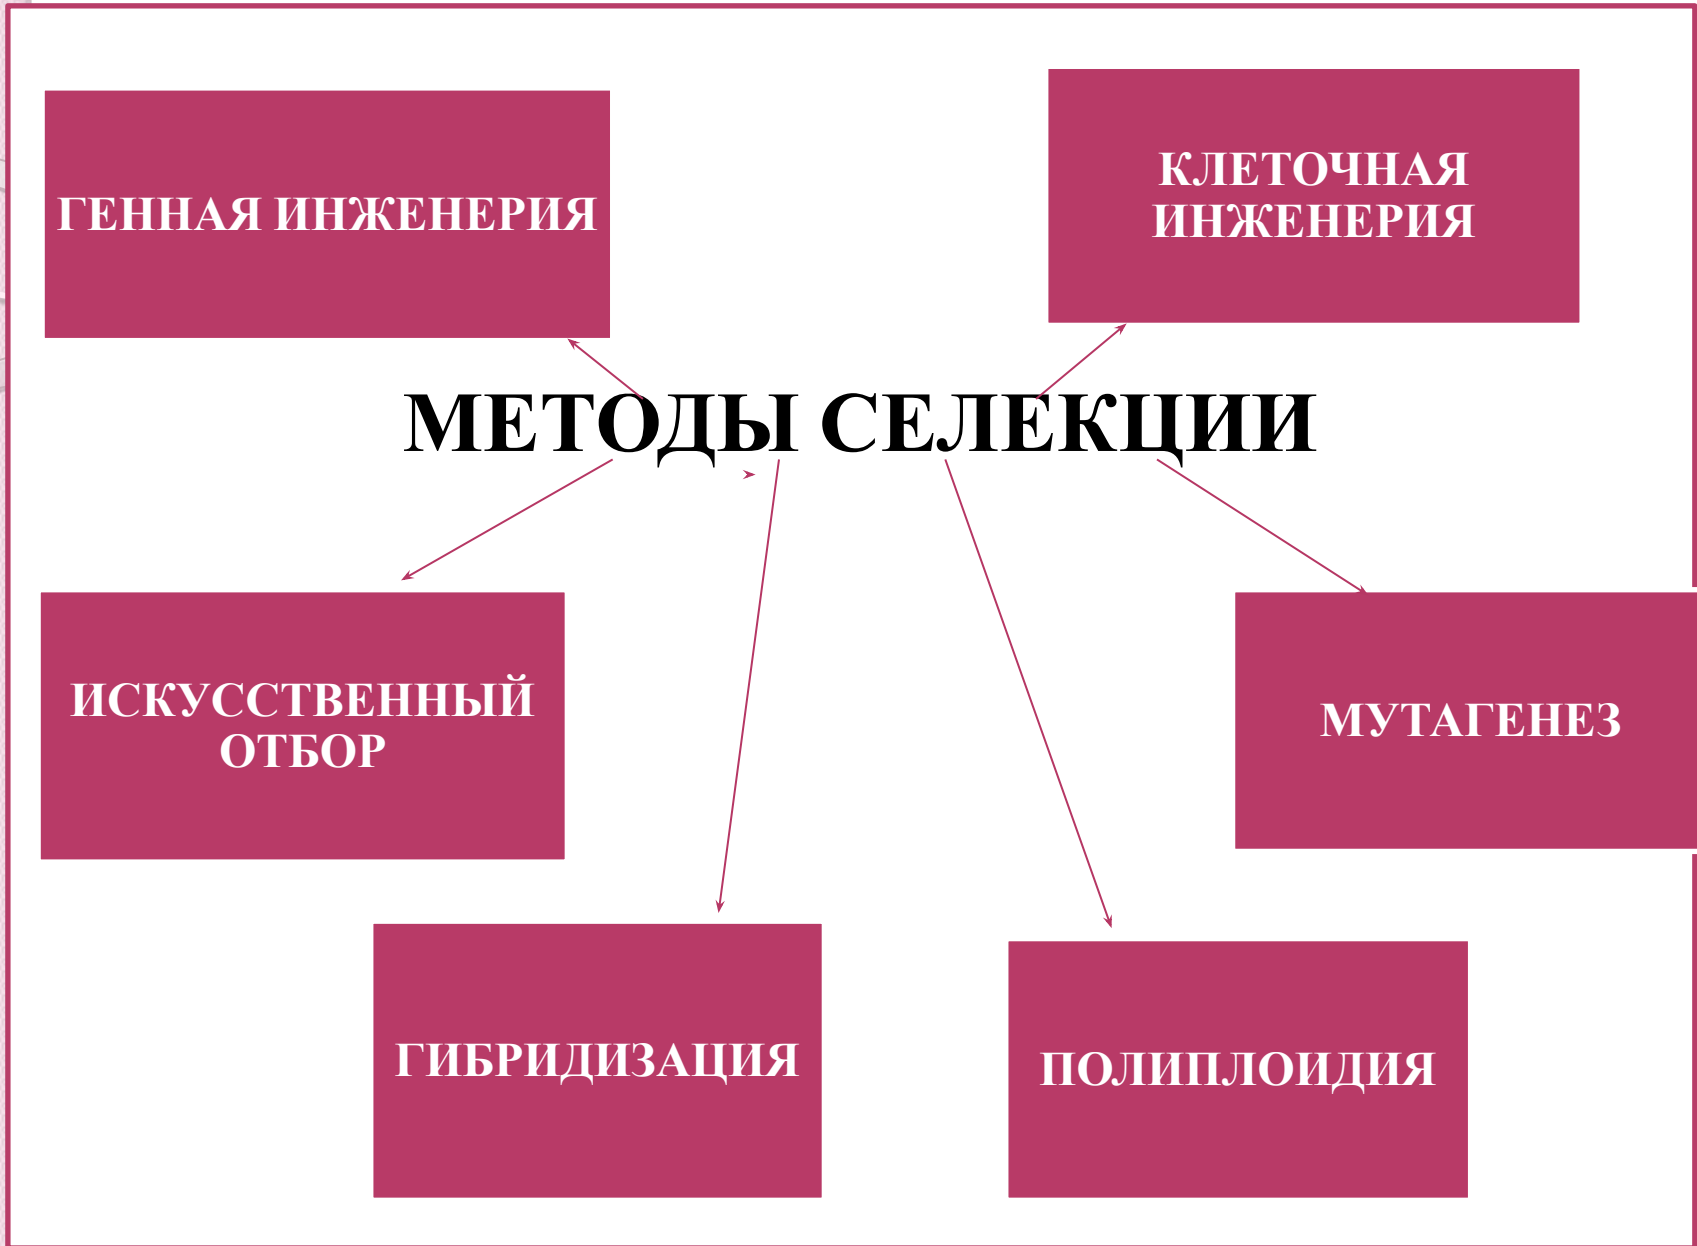 ГЕННАЯ ИНЖЕНЕРИЯ
КЛЕТОЧНАЯ
ИНЖЕНЕРИЯ
МЕТОДЫ СЕЛЕКЦИИ
ИСКУССТВЕННЫЙ
ОТБОР
МУТАГЕНЕЗ
ГИБРИДИЗАЦИЯ
ПОЛИПЛОИДИЯ